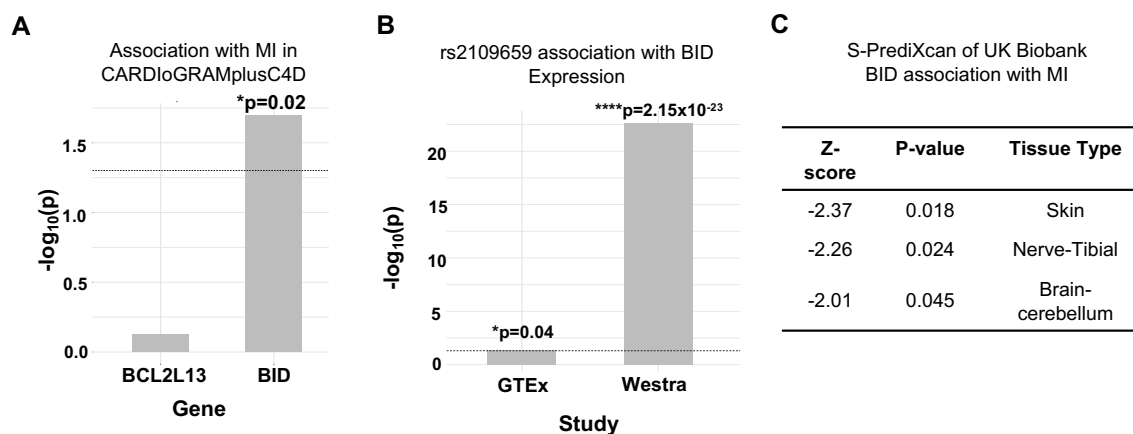 A
Association with MI in
CARDIoGRAMplusC4D
*p=0.02
1.5
1.0
0.5
0.0
-log10(p)
BCL2L13
BID
Gene
B
rs2109659 association with BID
Expression
****p=2.15x10-23
20
15
25
10
5
0
-log10(p)
*p=0.04
GTEx
Westra
Study
C
S-PrediXcan of UK Biobank
BID association with MI
Z-
score
P-value
Tissue Type
-2.37 0.018 Skin
-2.26 0.024 Nerve-Tibial
-2.01 0.045 Brain-
cerebellum